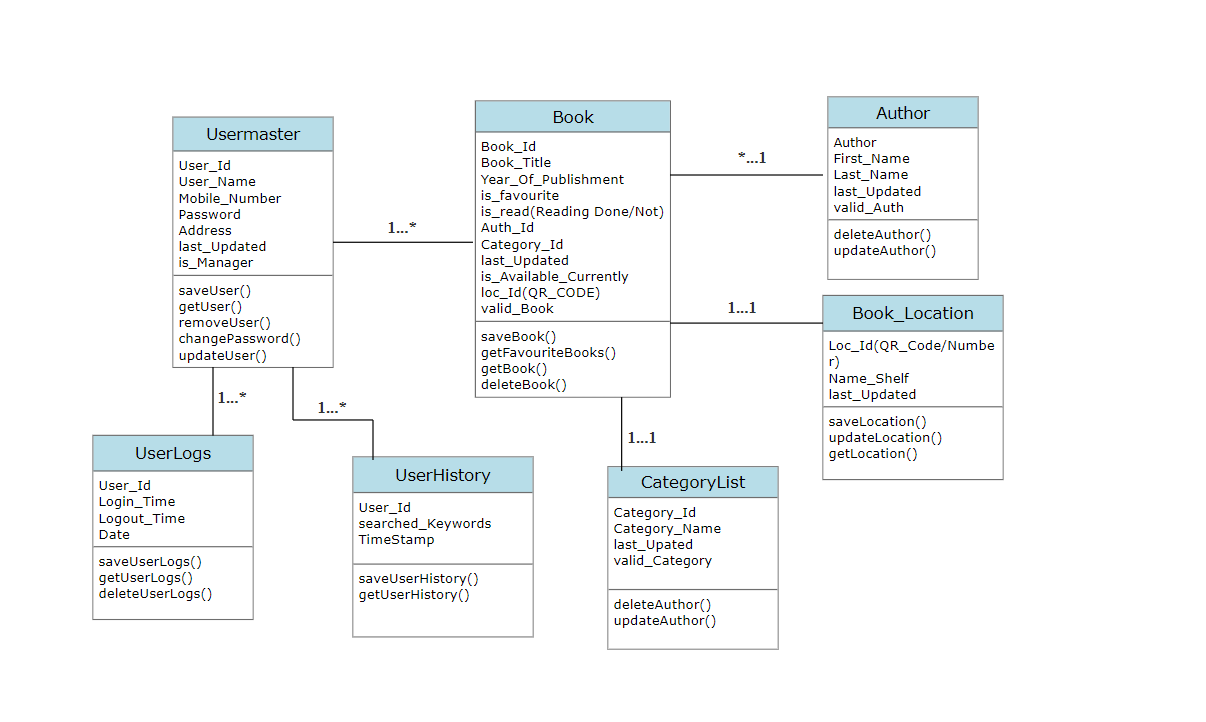 Usermaster
User_Id
User_Name
Mobile_Number
Password
Address
last_Updated
is_Manager
saveUser()
getUser()
removeUser()
changePassword()
updateUser()
1...*
Book
Book_Id
Book_Title
Year_Of_Publishment
is_favourite
is_read(Reading Done/Not)
Auth_Id
Category_Id
last_Updated
is_Available_Currently
loc_Id(QR_CODE)
valid_Book
saveBook()
getFavouriteBooks()
getBook()
deleteBook()
*...1
Author
Author
First_Name
Last_Name
last_Updated
valid_Auth
deleteAuthor()
updateAuthor()
1...1
Book_Location
Loc_Id(QR_Code/Numbe
r)
Name_Shelf
last_Updated
saveLocation()
updateLocation()
getLocation()
1...*
UserLogs
User_Id
Login_Time
Logout_Time
Date
saveUserLogs()
getUserLogs()
deleteUserLogs()
1...*
UserHistory
User_Id
searched_Keywords
TimeStamp
saveUserHistory()
getUserHistory()
1...1
CategoryList
Category_Id
Category_Name
last_Upated
valid_Category
deleteAuthor()
updateAuthor()